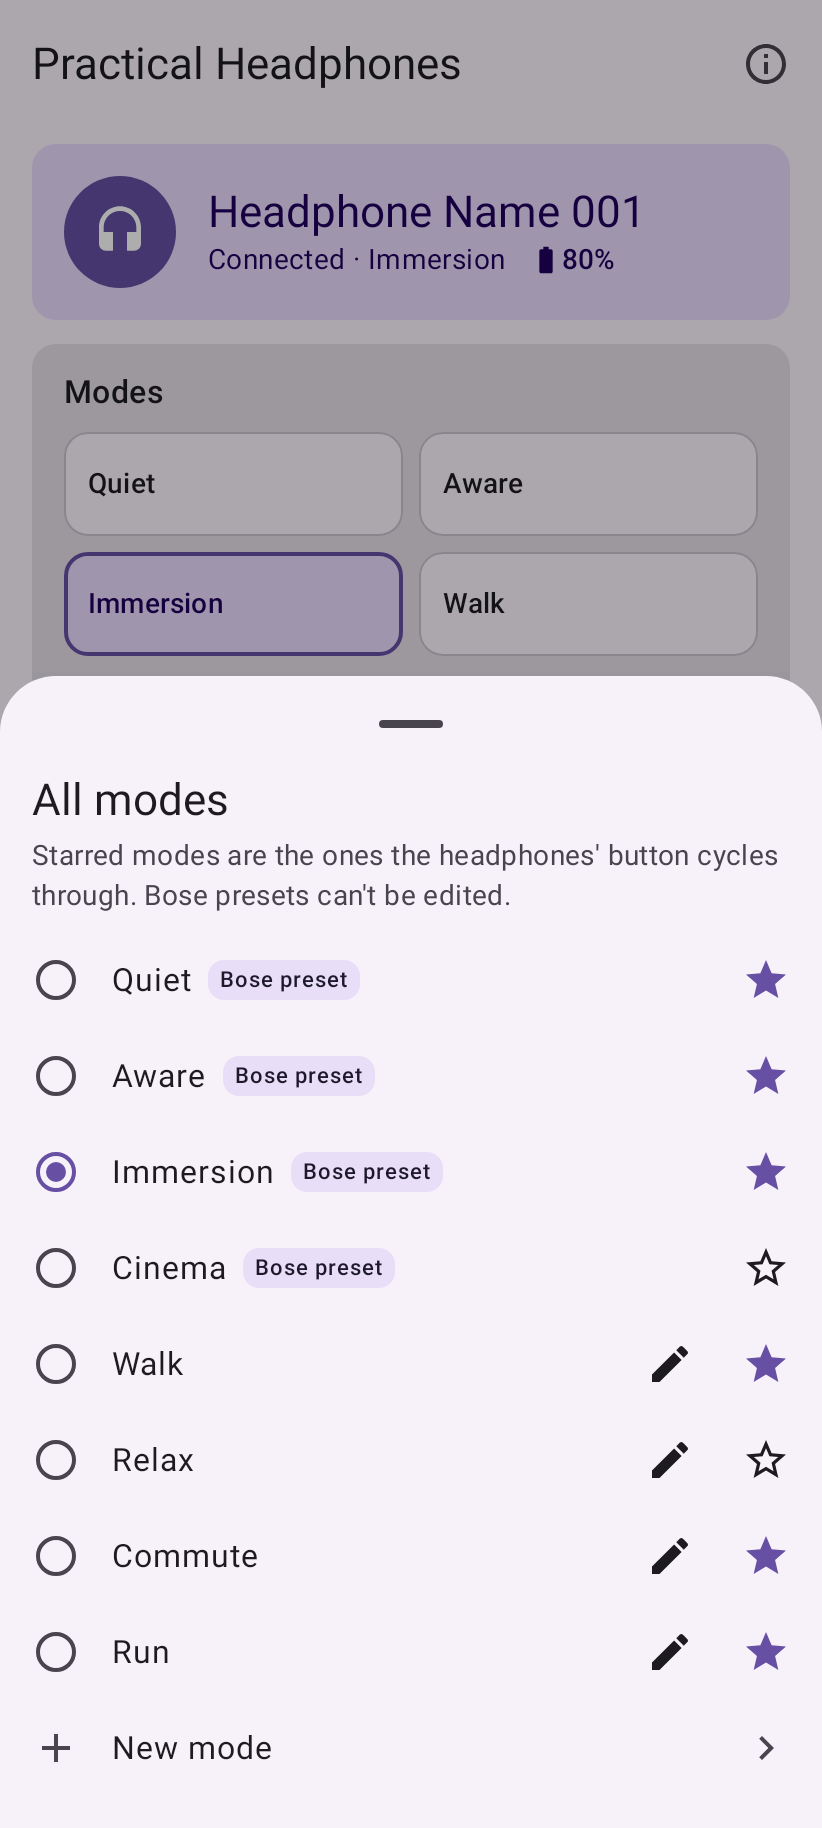 Practical Headphones
Headphone Name 001
Connected · Immersion 80%
Modes
Quiet
Aware
Immersion
Walk
All modes
Starred modes are the ones the headphones' button cycles
through. Bose presets can't be edited.
Quiet Bose preset
Aware Bose preset
Immersion Bose preset
Cinema Bose preset
Walk
Relax
Commute
Run
New mode